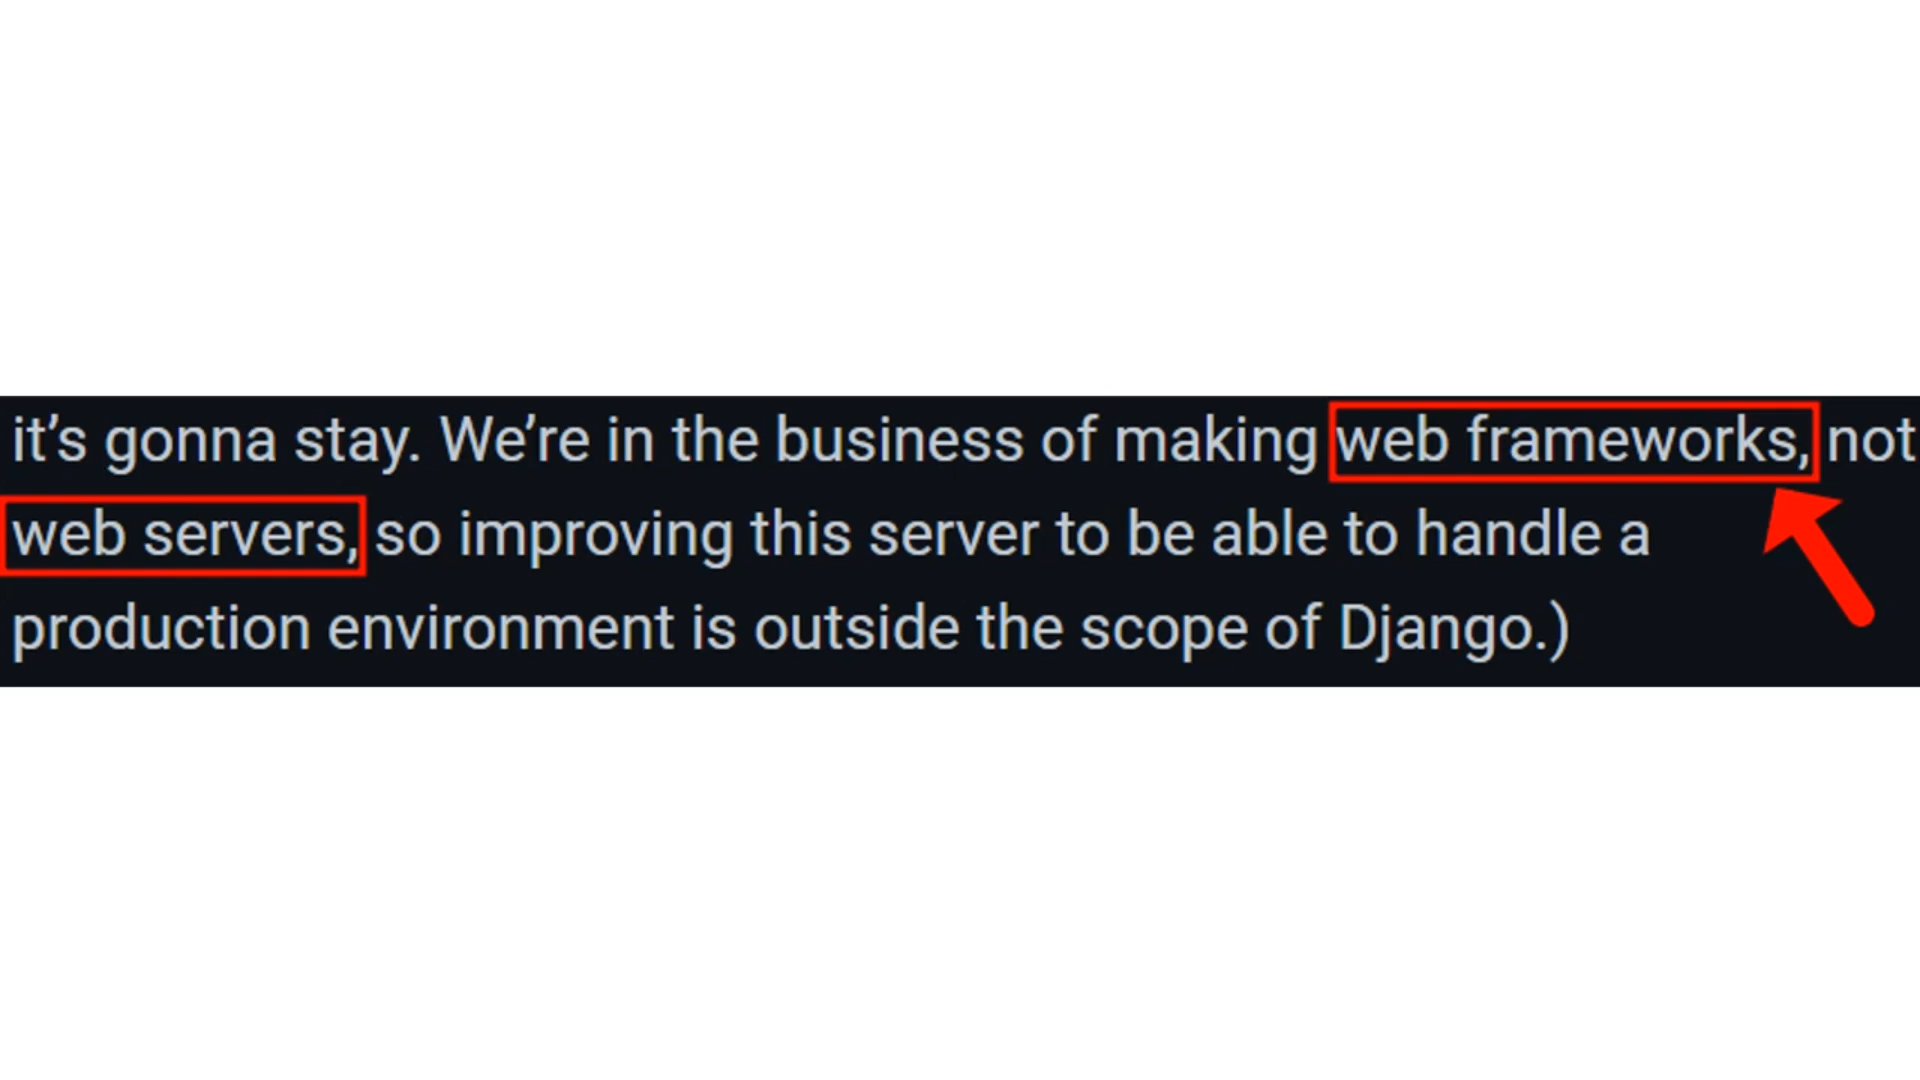 it’s gonna stay. We’re in the business of making web frameworks, not
web servers, so improving this server to be able to handle a
production environment is outside the scope of Django.)